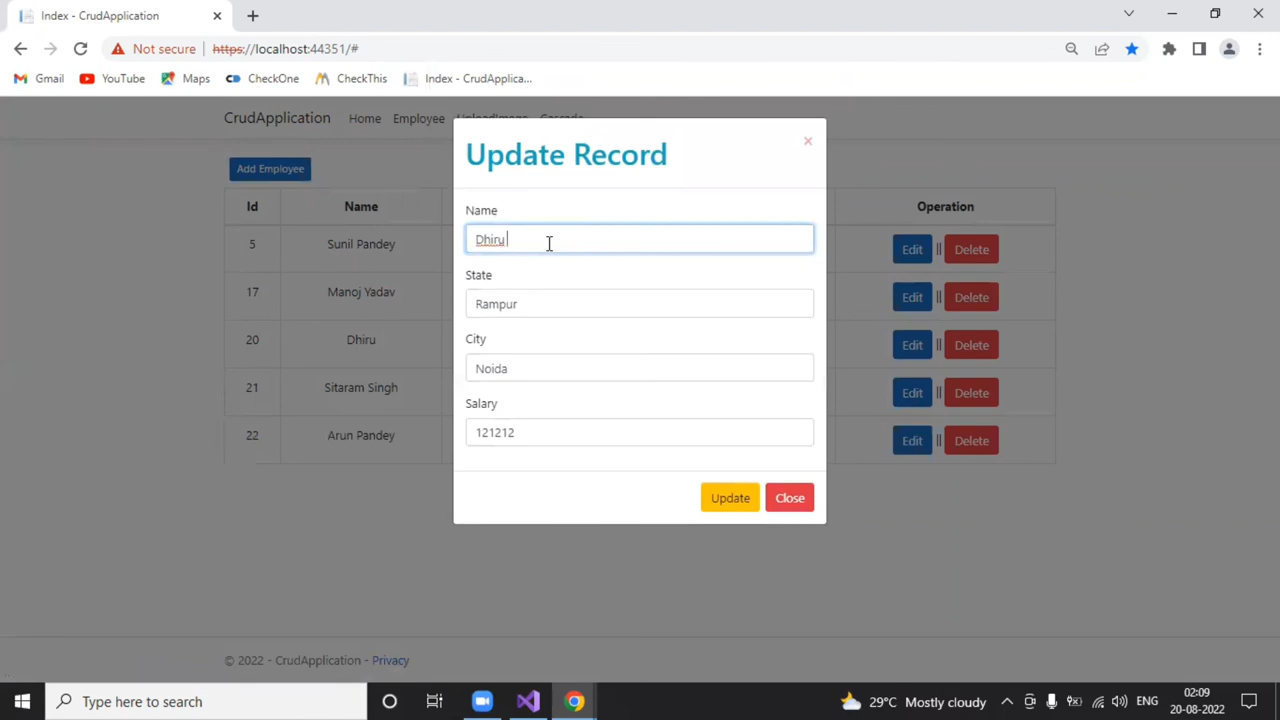 Index - CrudApplication
Not secure https://localhost:44351/#
Gmail YouTube Maps CheckOne CheckThis Index - CrudApplica...
CrudApplication Home Employee UploadImage Cascade
Add Employee
Update Record
Id Name Operation
5 Sunil Pandey Edit || Delete
17 Manoj Yadav Edit || Delete
20 Dhiru Edit || Delete
21 Sitaram Singh Edit || Delete
22 Arun Pandey Edit || Delete
Name
Dhiru
State
Rampur
City
Noida
Salary
121212
Update Close
© 2022 - CrudApplication - Privacy
Type here to search
29°C Mostly cloudy ENG
02:09
20-08-2022